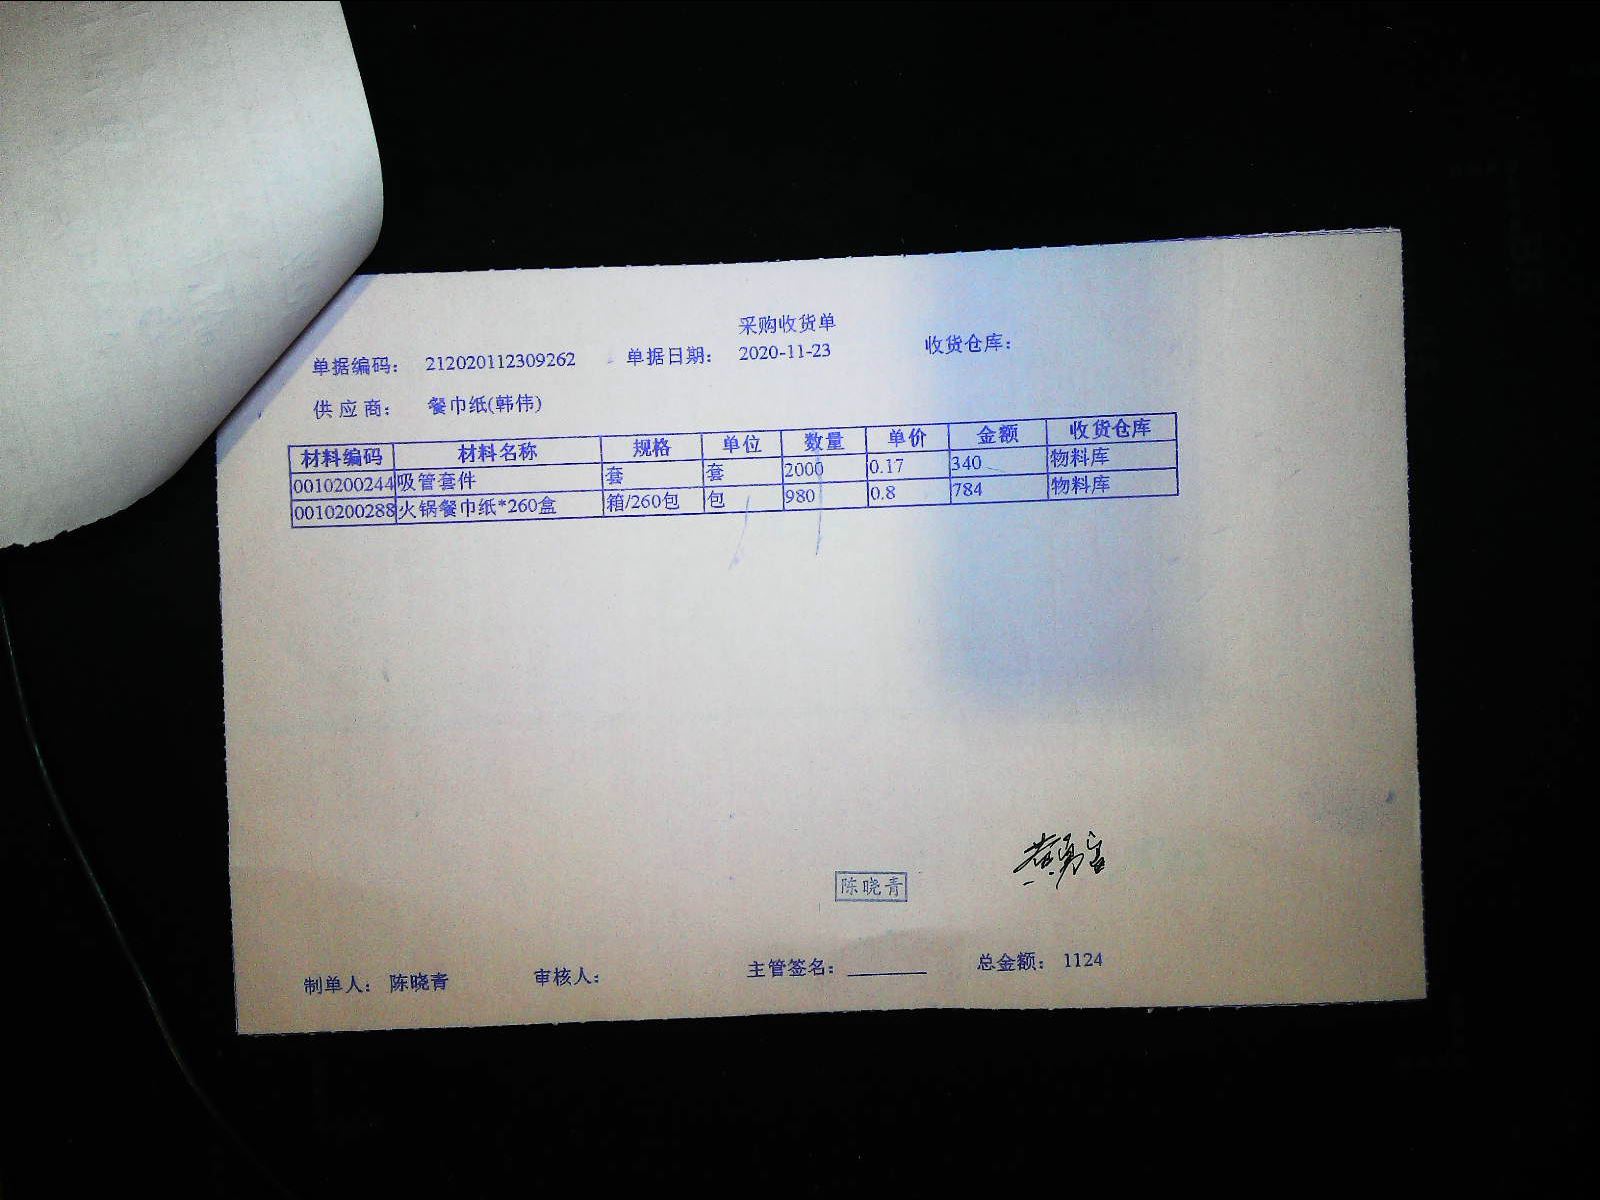 采购收货单
单据编码： 212020112309262 单据日期： 2020-11-23 收货仓库：
供 应 商： 餐巾纸(韩伟)
材料编码 材料名称 规格 单位 数量 单价 金额 收货仓库
0010200244 吸管套件 套 套 2000 0.17 340 物料库
0010200288 火锅餐巾纸*260盒 箱/260包 包 980 0.8 784 物料库
陈晓青
制单人： 陈晓青 审核人： 主管签名： 总金额： 1124